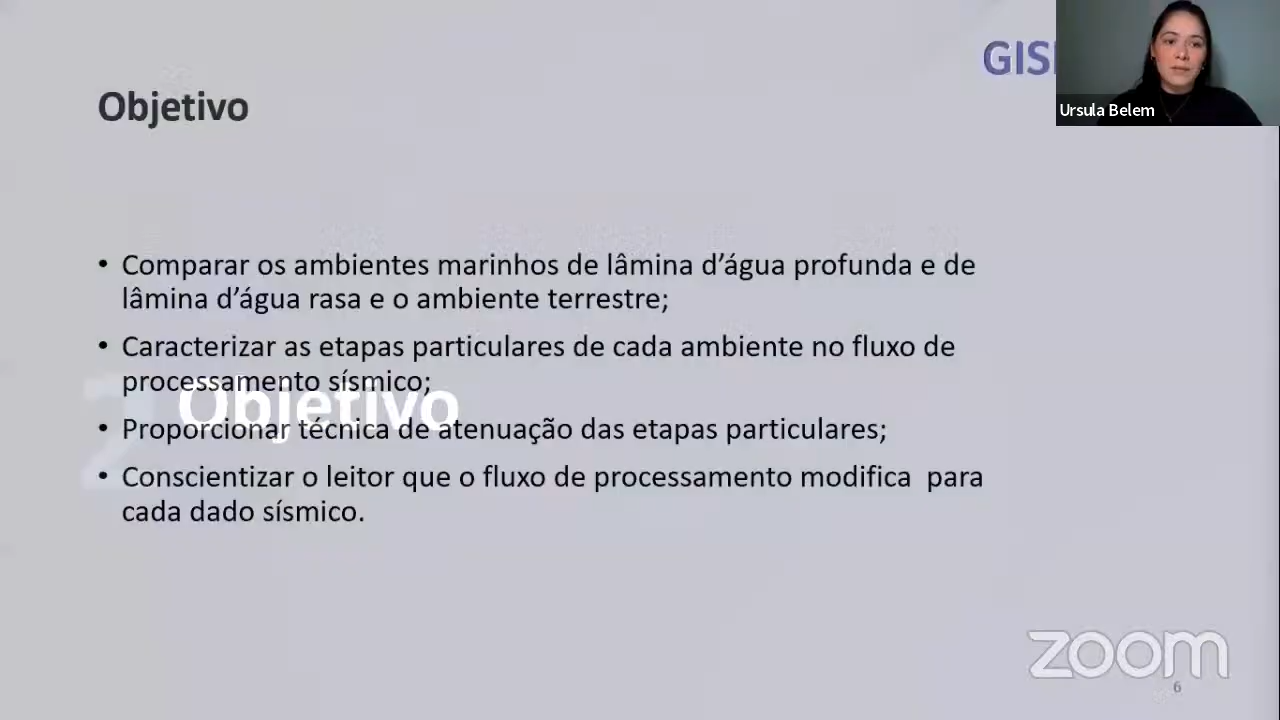 GIS
Ursula Belem
Objetivo
• Comparar os ambientes marinhos de lâmina d’água profunda e de
lâmina d’água rasa e o ambiente terrestre;
• Caracterizar as etapas particulares de cada ambiente no fluxo de
processamento sísmico;
2
Objetivo
• Proporcionar técnica de atenuação das etapas particulares;
• Conscientizar o leitor que o fluxo de processamento modifica  para
cada dado sísmico.
zoom
6